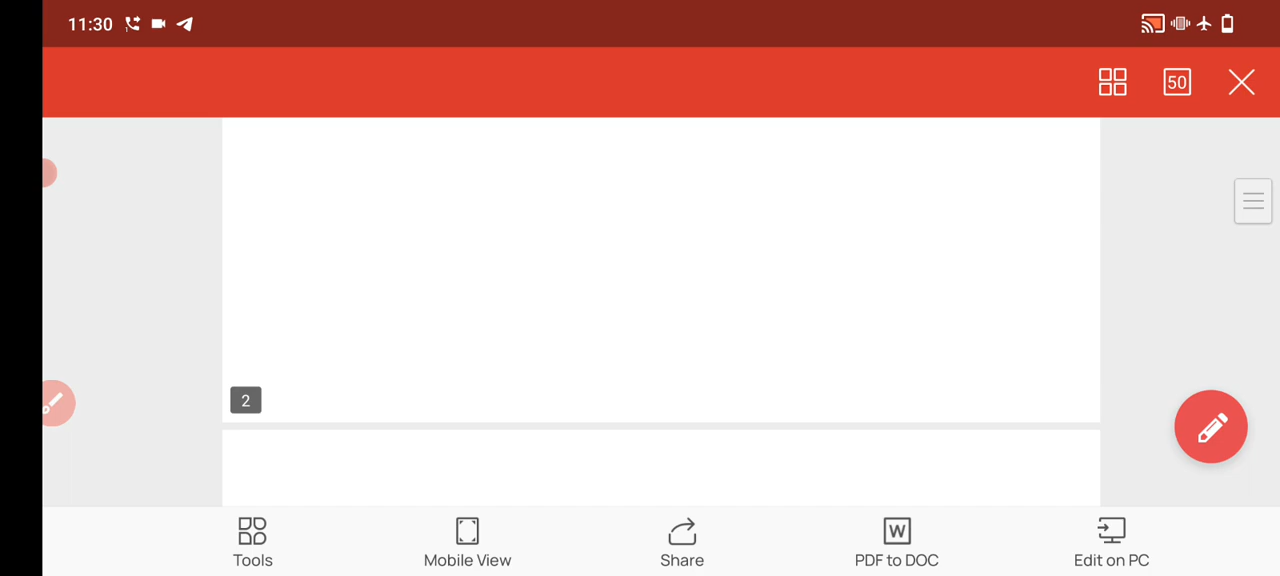 11:30
50
2
W
Tools
Mobile View
Share
PDF to DOC
Edit on PC